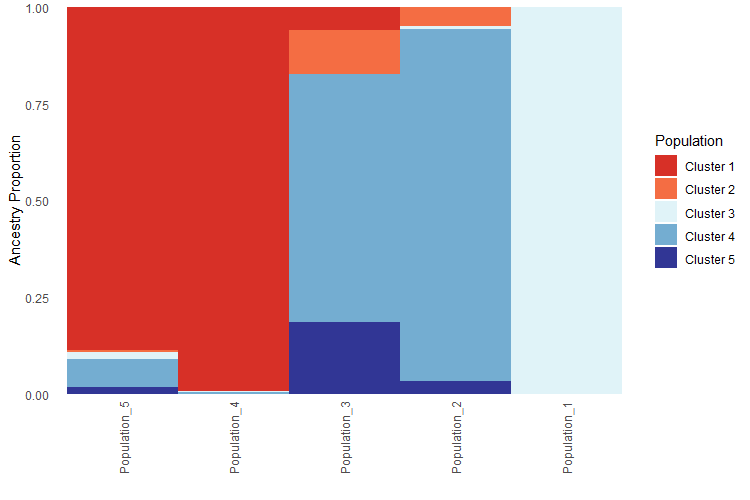 1.00
0.75
0.50
0.25
0.00
Ancestry Proportion
Population_5
Population_4
Population_3
Population_2
Population_1
Population
Cluster 1
Cluster 2
Cluster 3
Cluster 4
Cluster 5